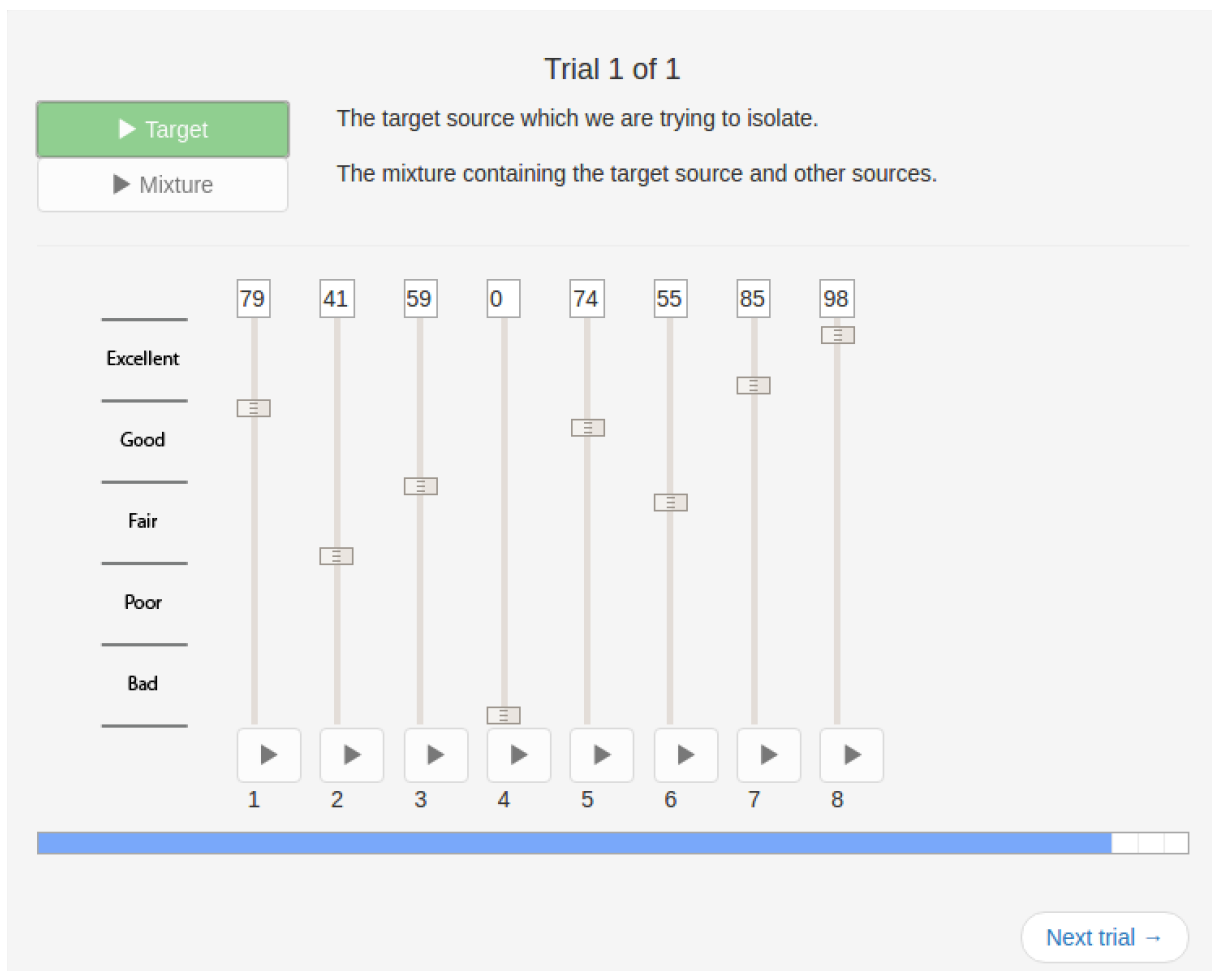 Trial 1 of 1
Target
The target source which we are trying to isolate.
Mixture
The mixture containing the target source and other sources.
79 41 59 0 74 55 85 98
Excellent
Good
Fair
Poor
Bad
1 2 3 4 5 6 7 8
Next trial →